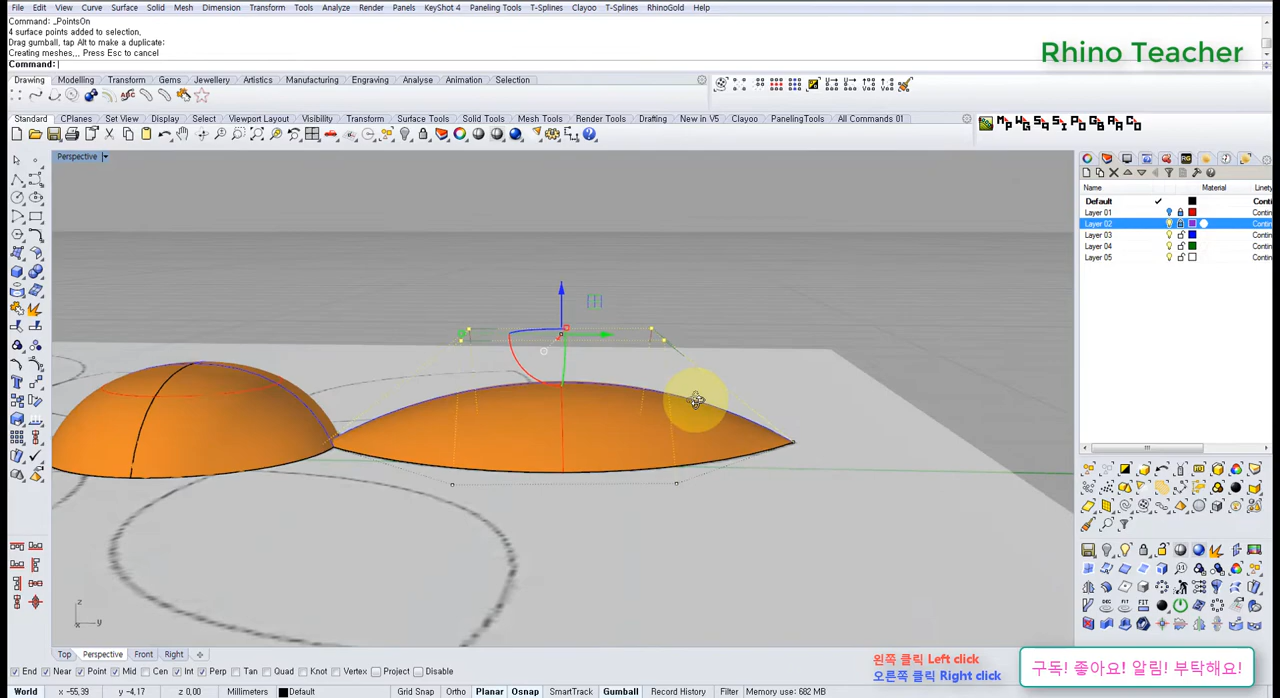 File Edit View Curve Surface Solid Mesh Dimension Transform Tools Analyze Render Panels KeyShot 4 Paneling Tools T-Splines Clayoo T-Splines RhinoGold Help
Command: _PointsOn
4 surface points added to selection.
Drag gumball, tap Alt to make a duplicate:
Creating meshes... Press Esc to cancel
Command:
Rhino Teacher
Drawing Modelling Transform Gems Jewellery Artistics Manufacturing Engraving Analyse Animation Selection
Standard CPlanes Set View Display Select Viewport Layout Visibility Transform Surface Tools Solid Tools Mesh Tools Render Tools Drafting New in V5 Clayoo PanelingTools All Commands 01
Perspective
Name Material Linety
Default Conti
Layer 01 Conti
Layer 02 Conti
Layer 03 Conti
Layer 04 Conti
Layer 05 Conti
z
x y
Top Perspective Front Right
End Near Point Mid Cen Int Perp Tan Quad Knot Vertex Project Disable
왼쪽 클릭 Left click
오른쪽 클릭 Right click
구독! 좋아요! 알림! 부탁해요!
World x -55.39 y -4.17 z 0.00 Millimeters Default Grid Snap Ortho Planar Osnap SmartTrack Gumball Record History Filter Memory use: 682 MB